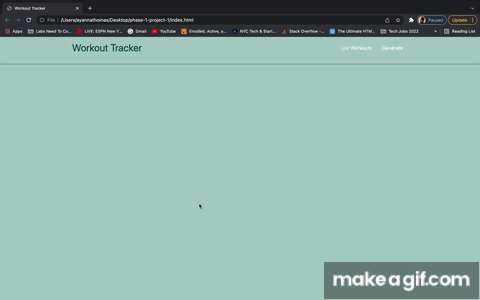 Workout Tracker
File | /Users/ayannathomas/Desktop/phase-1-project-1/index.html
Paused
Update
Apps
Labs Need To Co...
LIVE: ESPN New Y...
Gmail
YouTube
Enrolled, Active, a...
NYC Tech & Start...
Stack Overflow -...
The Ultimate HTM...
Tech Jobs 2022
»
Reading List
Workout Tracker
List Workouts
Generate
makeagif.com